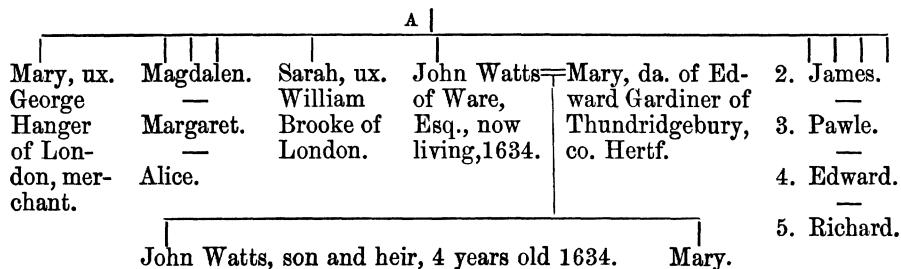 A
Mary, ux.
George
Hanger
of Lon-
don, mer-
chant.
Magdalen.
—
Margaret.
—
Alice.
Sarah, ux.
William
Brooke of
London.
John Watts
of Ware,
Esq., now
living, 1634.
Mary, da. of Ed-
ward Gardiner of
Thundridgebury,
co. Hertf.
2. James.
—
3. Pawle.
—
4. Edward.
—
5. Richard.
John Watts, son and heir, 4 years old 1634.
Mary.